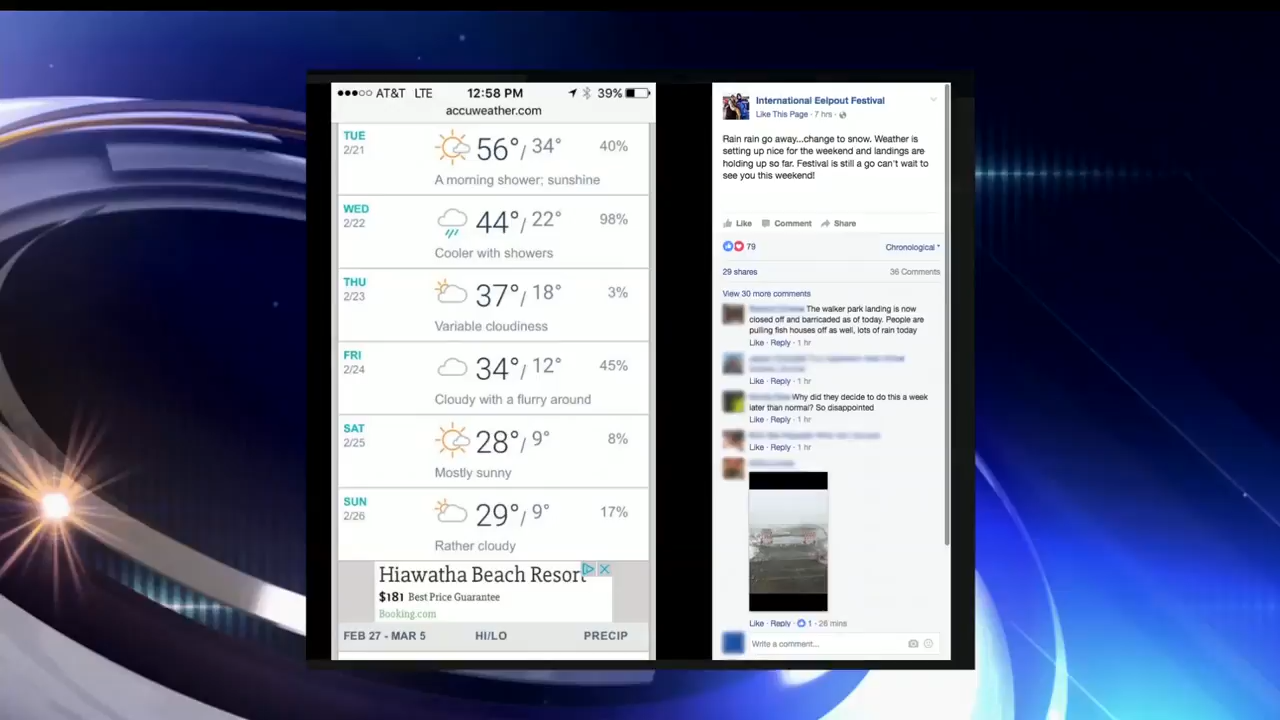 ●●●○○ AT&T LTE 12:58 PM 39%
accuweather.com
TUE
2/21
56°/ 34° 40%
A morning shower; sunshine
WED
2/22
44°/ 22° 98%
Cooler with showers
THU
2/23
37°/ 18° 3%
Variable cloudiness
FRI
2/24
34°/ 12° 45%
Cloudy with a flurry around
SAT
2/25
28°/ 9° 8%
Mostly sunny
SUN
2/26
29°/ 9° 17%
Rather cloudy
Hiawatha Beach Resort
$181 Best Price Guarantee
Booking.com
FEB 27 - MAR 5 HI/LO PRECIP
International Eelpout Festival
Like This Page · 7 hrs ·
Rain rain go away...change to snow. Weather is
setting up nice for the weekend and landings are
holding up so far. Festival is still a go can't wait to
see you this weekend!
Like Comment Share
79 Chronological
29 shares 36 Comments
View 30 more comments
The walker park landing is now
closed off and barricaded as of today. People are
pulling fish houses off as well, lots of rain today
Like · Reply · 1 hr
Like · Reply · 1 hr
Why did they decide to do this a week
later than normal? So disappointed
Like · Reply · 1 hr
Like · Reply · 1 hr
Like · Reply · 1 · 26 mins
Write a comment...